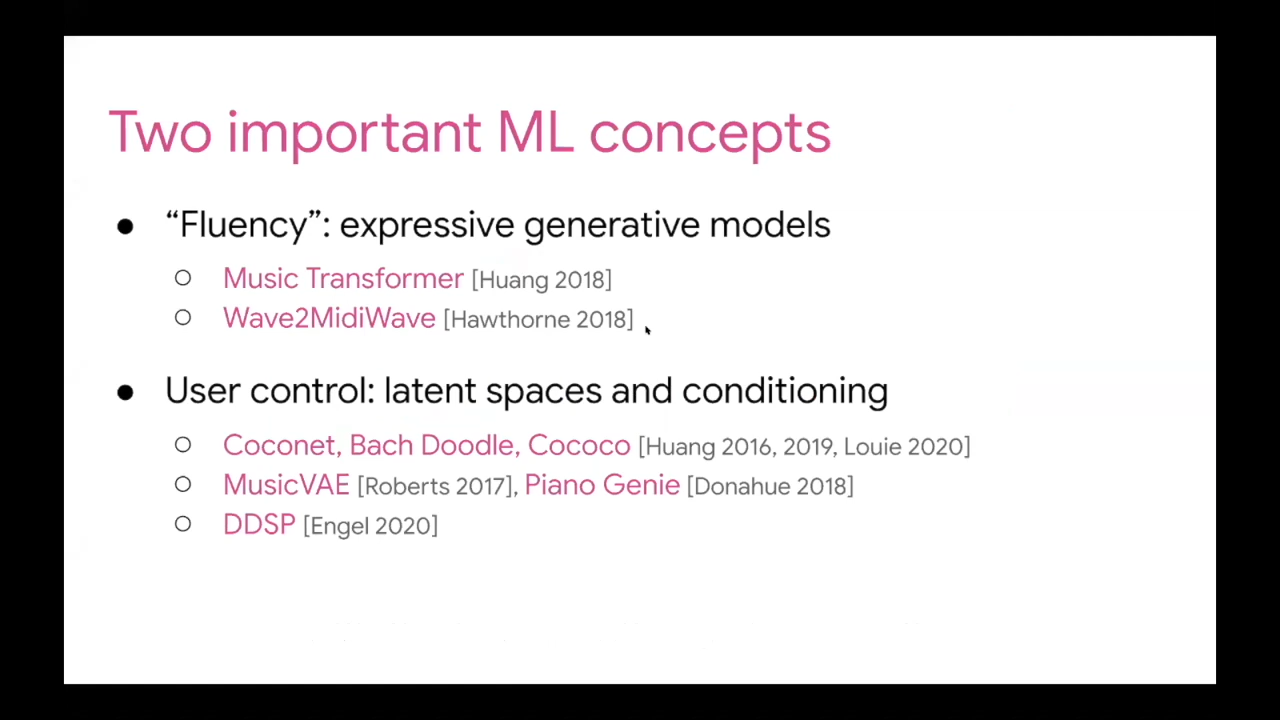 Two important ML concepts
● “Fluency”: expressive generative models
○ Music Transformer [Huang 2018]
○ Wave2MidiWave [Hawthorne 2018]
● User control: latent spaces and conditioning
○ Coconet, Bach Doodle, Cococo [Huang 2016, 2019, Louie 2020]
○ MusicVAE [Roberts 2017], Piano Genie [Donahue 2018]
○ DDSP [Engel 2020]